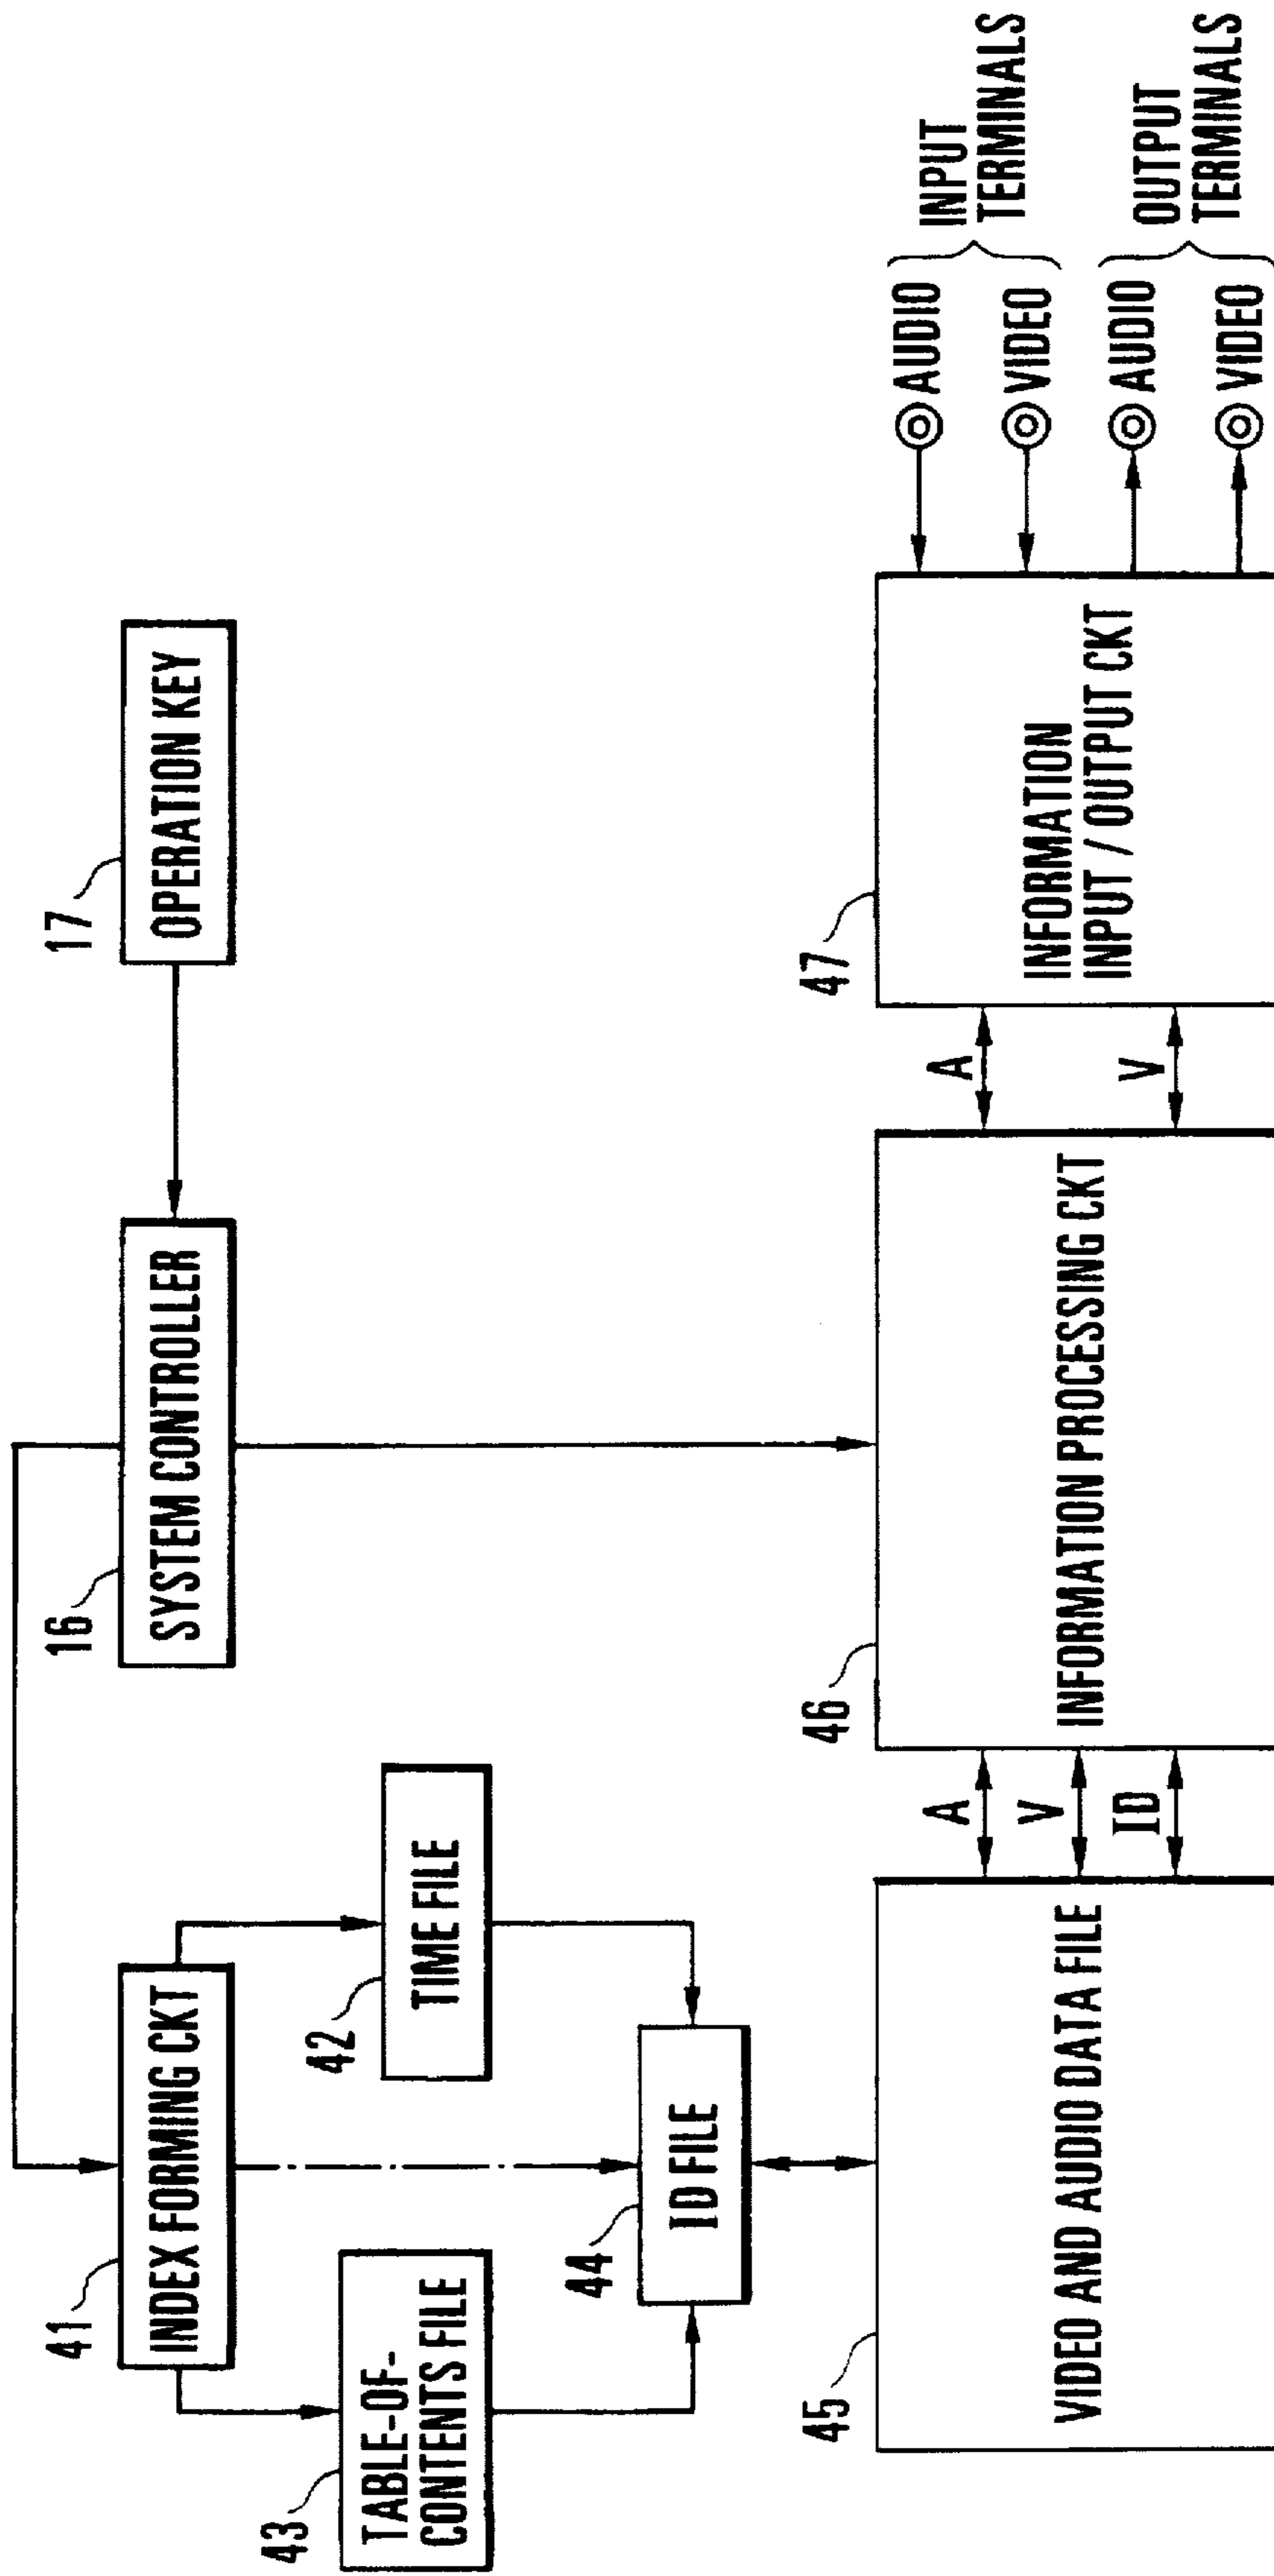 17
OPERATION KEY
16
SYSTEM CONTROLLER
41
INDEX FORMING CKT
42
TIME FILE
43
TABLE-OF-
CONTENTS FILE
44
ID FILE
45
VIDEO AND AUDIO DATA FILE
A
V
ID
46
INFORMATION PROCESSING CKT
A
V
47
INFORMATION
INPUT / OUTPUT CKT
AUDIO
VIDEO
INPUT
TERMINALS
AUDIO
VIDEO
OUTPUT
TERMINALS